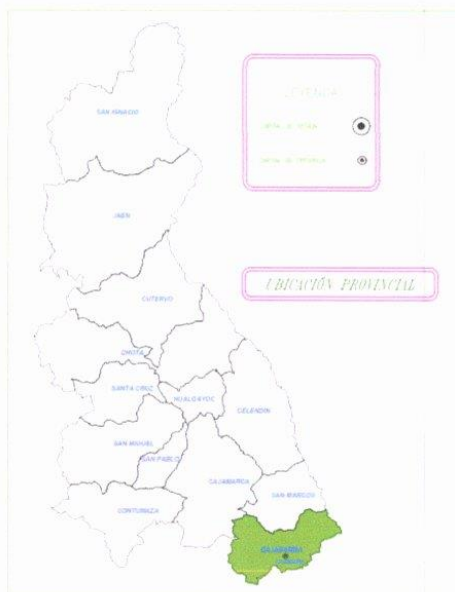 SAN IGNACIO
LEYENDA
JAEN
UBICACIÓN PROVINCIAL
CUTERVO
CHOTA
SANTA CRUZ
HUALGAYOC
CELENDIN
SAN MIGUEL
SAN PABLO
CAJAMARCA
SAN MARCOS
CONTUMAZA
CAJABAMBA